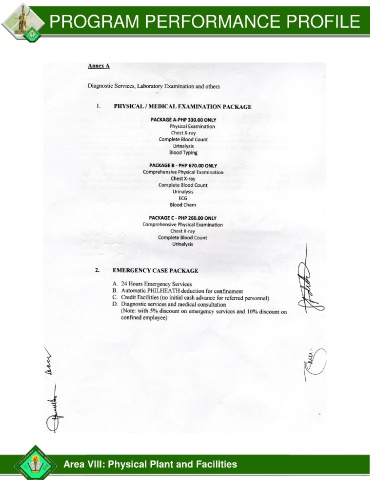 PROGRAM PERFORMANCE PROFILE
Annex A
Diagnostic Services, Laboratory Examination and others
1. PHYSICAL / MEDICAL EXAMINATION PACKAGE
PACKAGE A-PHP 330.00 ONLY
Physical Examination
Chest X-ray
Complete Blood Count
Urinalysis
Blood Typing
PACKAGE B - PHP 670.00 ONLY
Comprehensive Physical Examination
Chest X-ray
Complete Blood Count
Urinalysis
ECG
Blood Chem
PACKAGE C - PHP 280.00 ONLY
Comprehensive Physical Examination
Chest X-ray
Complete Blood Count
Urinalysis
2. EMERGENCY CASE PACKAGE
A. 24 Hours Emergency Services
B. Automatic PHILHEATH deduction for confinement
C. Credit Facilities (no initial cash advance for referred personnel)
D. Diagnostic services and medical consultation
(Note: with 5% discount on emergency services and 10% discount on
confined employee)
Area VIII: Physical Plant and Facilities